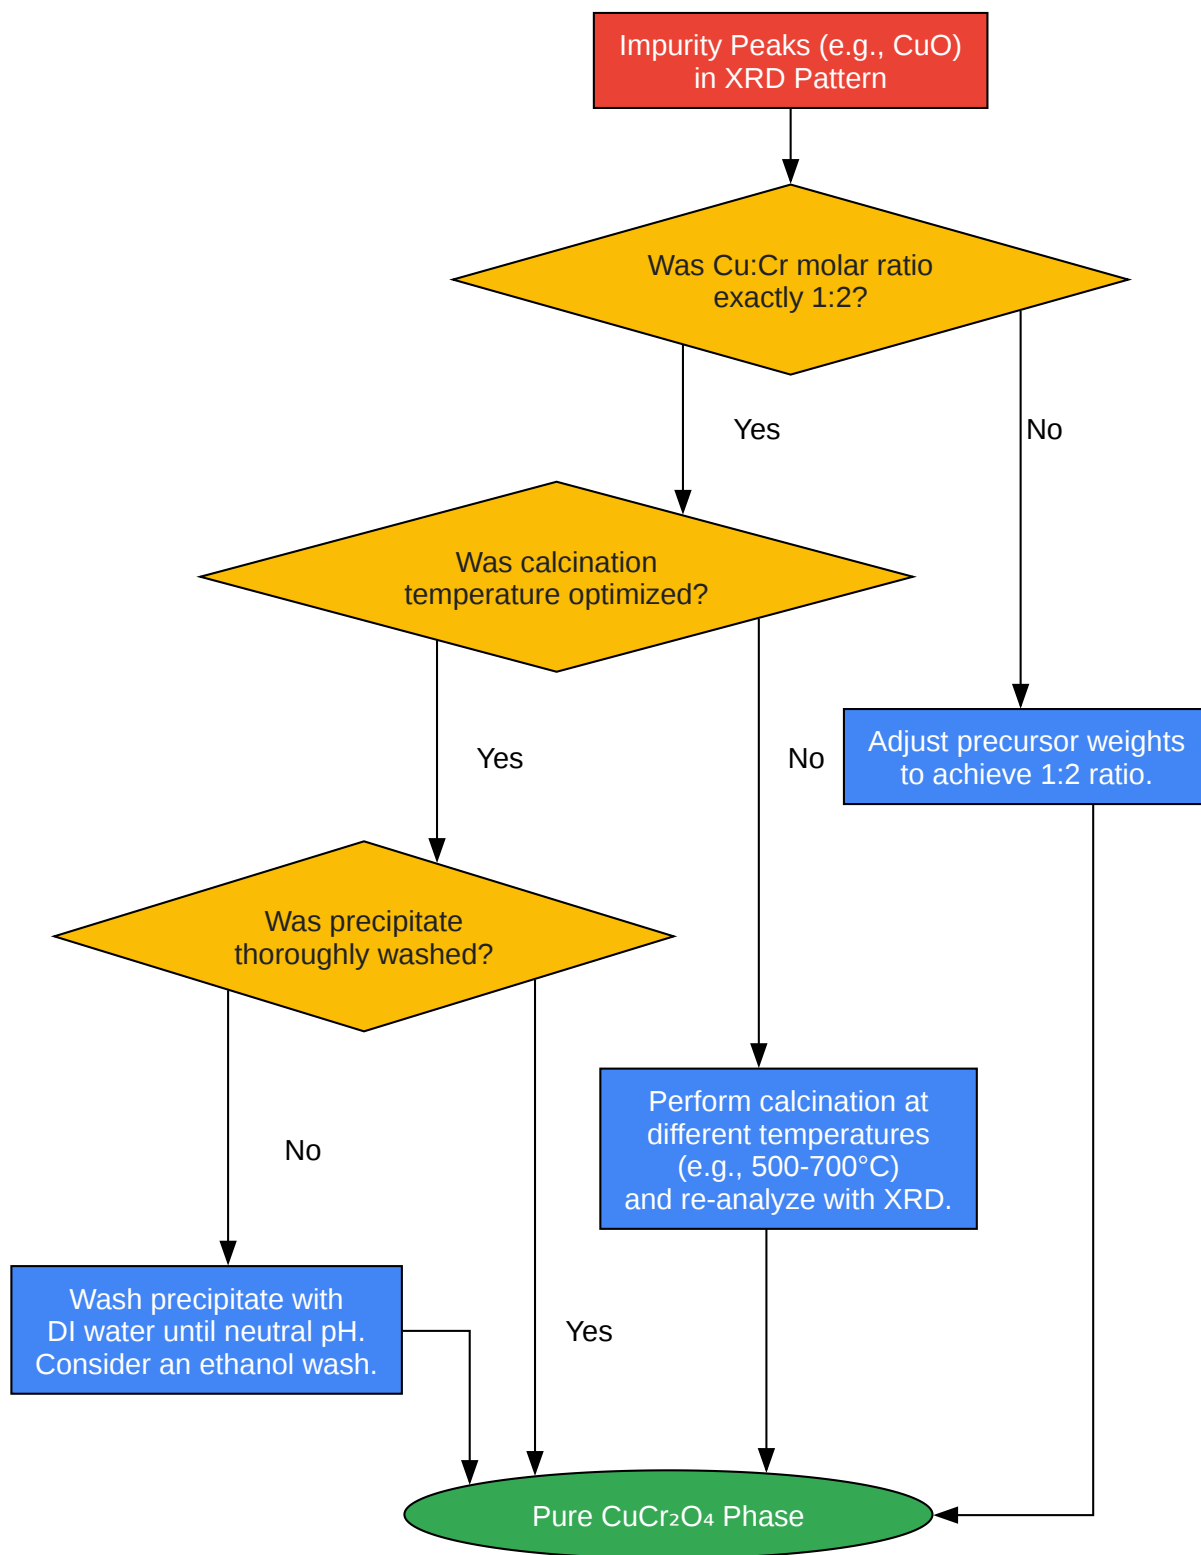 Impurity Peaks (e.g., CuO)
in XRD Pattern
Was Cu:Cr molar ratio
exactly 1:2?
Yes
No
Was calcination
temperature optimized?
Yes
No
Adjust precursor weights
to achieve 1:2 ratio.
Was precipitate
thoroughly washed?
No
Yes
Perform calcination at
different temperatures
(e.g., 500-700°C)
and re-analyze with XRD.
Wash precipitate with
DI water until neutral pH.
Consider an ethanol wash.
Pure CuCr₂O₄ Phase